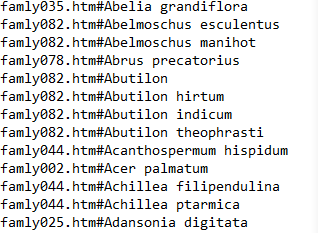 famly035.htm#Abelia grandiflora
famly082.htm#Abelmoschus esculentus
famly082.htm#Abelmoschus manihot
famly078.htm#Abrus precatorius
famly082.htm#Abutilon
famly082.htm#Abutilon hirtum
famly082.htm#Abutilon indicum
famly082.htm#Abutilon theophrasti
famly044.htm#Acanthospermum hispidum
famly002.htm#Acer palmatum
famly044.htm#Achillea filipendulina
famly044.htm#Achillea ptarmica
famly025.htm#Adansonia digitata